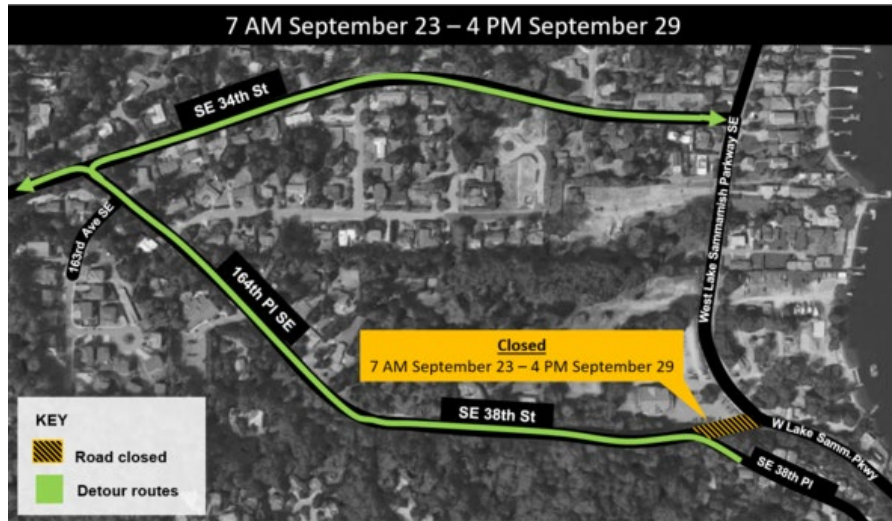 7 AM September 23 – 4 PM September 29
SE 34th St
West Lake Sammamish Parkway SE
163rd Ave SE
164th Pl SE
Closed
7 AM September 23 – 4 PM September 29
SE 38th St
W Lake Samm. Pkwy
SE 38th Pl
KEY
Road closed
Detour routes